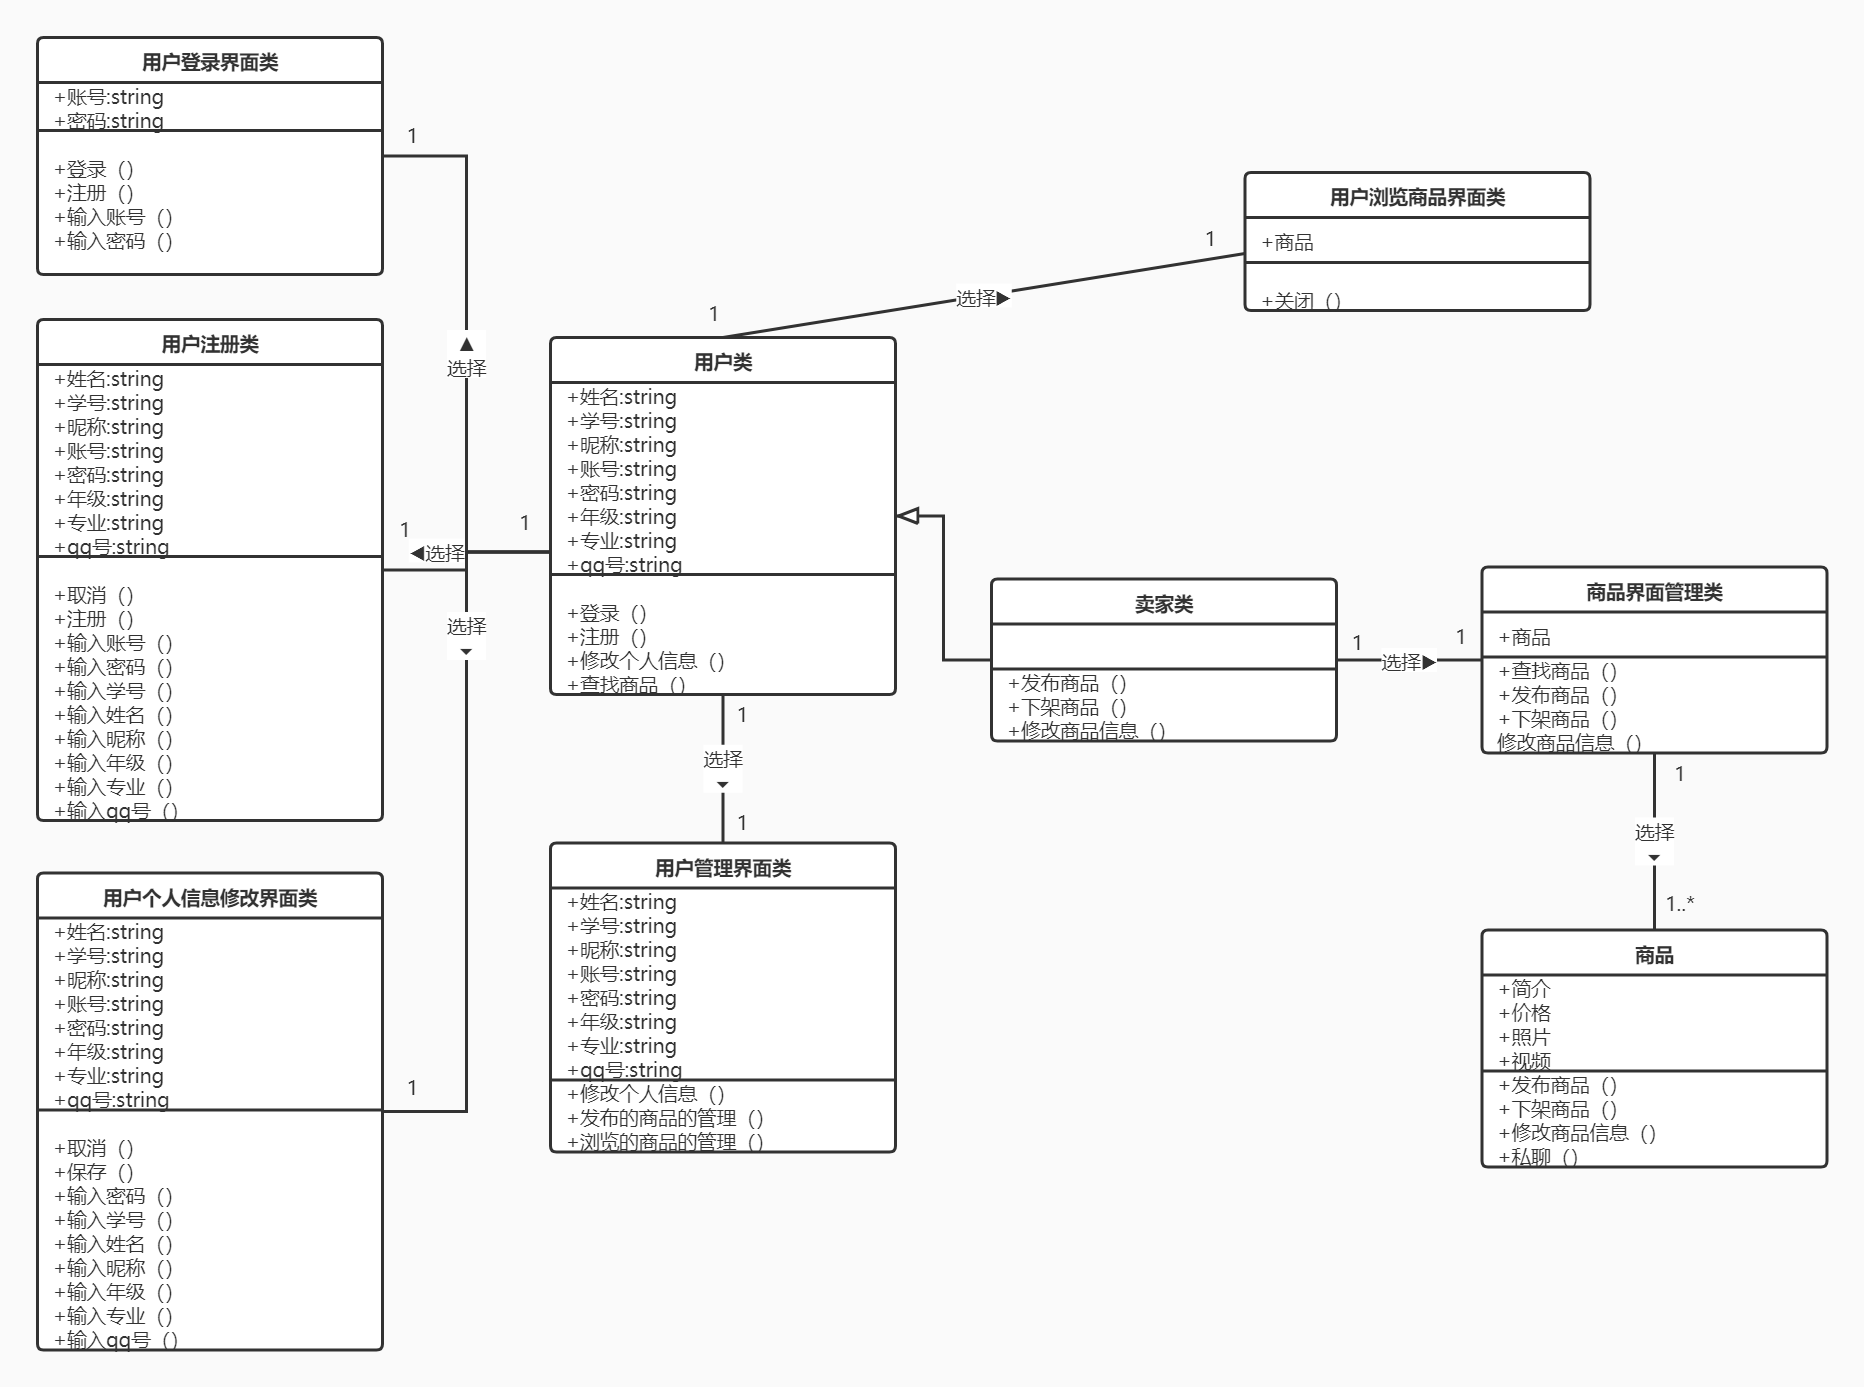 用户登录界面类
+账号:string
+密码:string
+登录（）
+注册（）
+输入账号（）
+输入密码（）
1
▲
选择
用户注册类
+姓名:string
+学号:string
+昵称:string
+账号:string
+密码:string
+年级:string
+专业:string
+qq号:string
+取消（）
+注册（）
+输入账号（）
+输入密码（）
+输入学号（）
+输入姓名（）
+输入昵称（）
+输入年级（）
+输入专业（）
+输入qq号（）
1
◀选择
1
选择
▼
用户个人信息修改界面类
+姓名:string
+学号:string
+昵称:string
+账号:string
+密码:string
+年级:string
+专业:string
+qq号:string
+取消（）
+保存（）
+输入密码（）
+输入学号（）
+输入姓名（）
+输入昵称（）
+输入年级（）
+输入专业（）
+输入qq号（）
1
用户类
+姓名:string
+学号:string
+昵称:string
+账号:string
+密码:string
+年级:string
+专业:string
+qq号:string
+登录（）
+注册（）
+修改个人信息（）
+查找商品（）
1
选择▶
1
用户浏览商品界面类
+商品
+关闭（）
1
选择
▼
1
用户管理界面类
+姓名:string
+学号:string
+昵称:string
+账号:string
+密码:string
+年级:string
+专业:string
+qq号:string
+修改个人信息（）
+发布的商品的管理（）
+浏览的商品的管理（）
卖家类
+发布商品（）
+下架商品（）
+修改商品信息（）
1
选择▶
1
商品界面管理类
+商品
+查找商品（）
+发布商品（）
+下架商品（）
修改商品信息（）
1
选择
▼
1..*
商品
+简介
+价格
+照片
+视频
+发布商品（）
+下架商品（）
+修改商品信息（）
+私聊（）